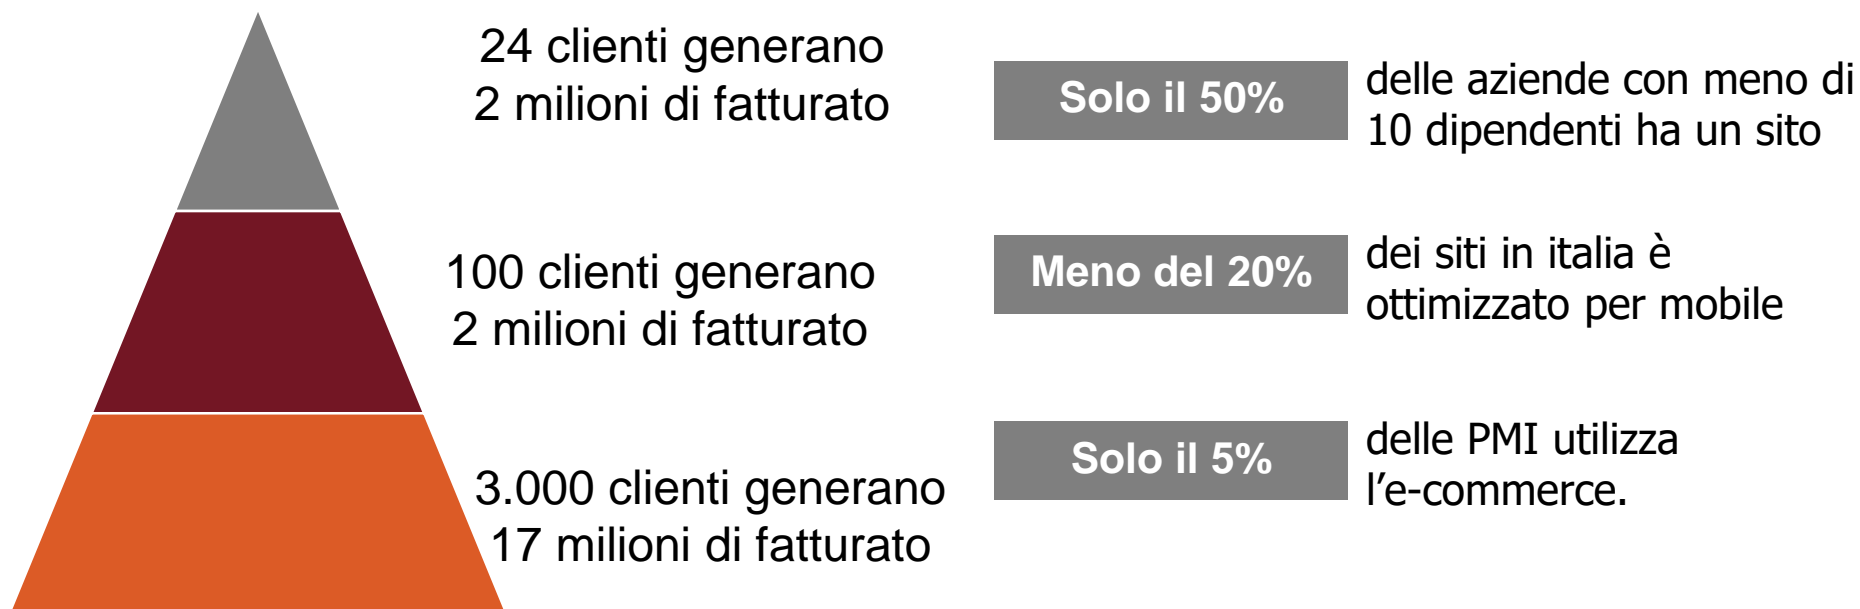 24 clienti generano
2 milioni di fatturato
100 clienti generano
2 milioni di fatturato
3.000 clienti generano
17 milioni di fatturato
Solo il 50%
delle aziende con meno di
10 dipendenti ha un sito
Meno del 20%
dei siti in italia è
ottimizzato per mobile
Solo il 5%
delle PMI utilizza
l’e-commerce.